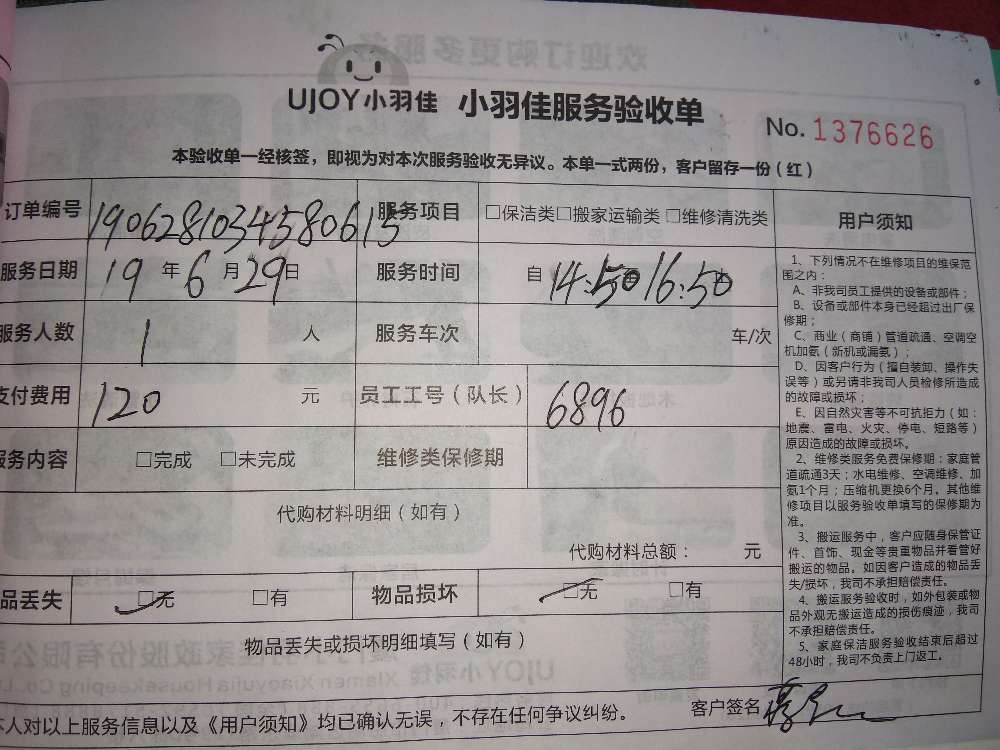 UJOY小羽佳 小羽佳服务验收单
No. 1376626
本验收单一经核签，即视为对本次服务验收无异议。本单一式两份，客户留存一份（红）
订单编号 1906281034580615 服务项目 □保洁类□搬家运输类□维修清洗类
服务日期 19年6月29日 服务时间 自14:50 16:50
服务人数 1人 服务车次 车/次
支付费用 120元 员工工号（队长） 6896
服务内容 □完成 □未完成 维修类保修期
代购材料明细（如有）
代购材料总额： 元
品丢失 □无 □有 物品损坏 □无 □有
物品丢失或损坏明细填写（如有）
本人对以上服务信息以及《用户须知》均已确认无误，不存在任何争议纠纷。 客户签名
用户须知
1、下列情况不在维修项目的维保范
围之内：
A、非我司员工提供的设备或部件；
B、设备或部件本身已经超过出厂保
修期；
C、商业（商铺）管道疏通、空调空
机加氨（新机或漏氨）；
D、因客户行为（擅自装卸、操作失
误等）或另请非我司人员检修所造成
的故障或损坏；
E、因自然灾害等不可抗拒力（如：
地震、雷电、火灾、停电、短路等）
原因造成的故障或损坏。
2、维修类服务免费保修期：家庭管
道疏通3天；水电维修、空调维修、加
氨1个月；压缩机更换6个月。其他维
修项目以服务验收单填写的保修期为
准。
3、搬运服务中，客户应随身保管证
件、首饰、现金等贵重物品并看管好
搬运的物品。如因客户造成的物品丢
失/损坏，我司不承担赔偿责任。
4、搬运服务验收时，如外包装或物
品外观无搬运造成的损伤痕迹，我司
不承担赔偿责任。
5、家庭保洁服务验收结束后超过
48小时，我司不负责上门返工。